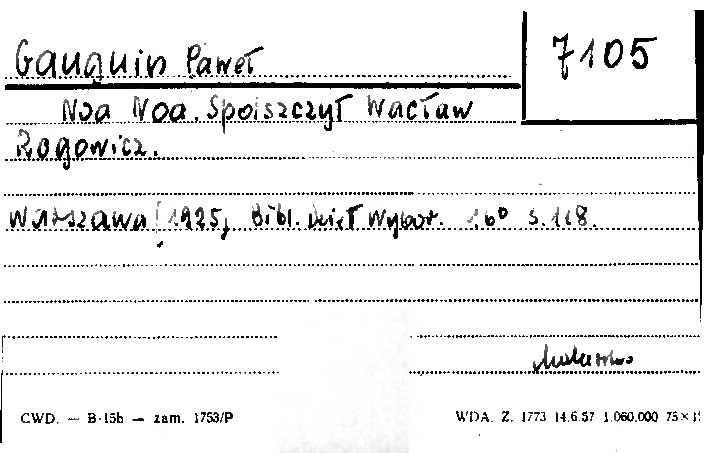 Gauguin Paweł
7105
Noa Noa. Spolszczył Wacław
Rogowicz.
Warszawa [1925] Bibl. dzieł wybor. 16° s. 118.
CWD. — B-15b — zam. 1753/P
WDA. Z. 1773 14.6.57 1.060.000 75×1